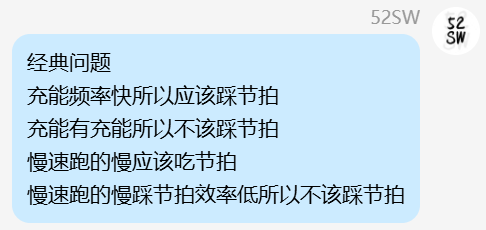 52SW
52
SW
经典问题
充能频率快所以应该踩节拍
充能有充能所以不该踩节拍
慢速跑的慢应该吃节拍
慢速跑的慢踩节拍效率低所以不该踩节拍